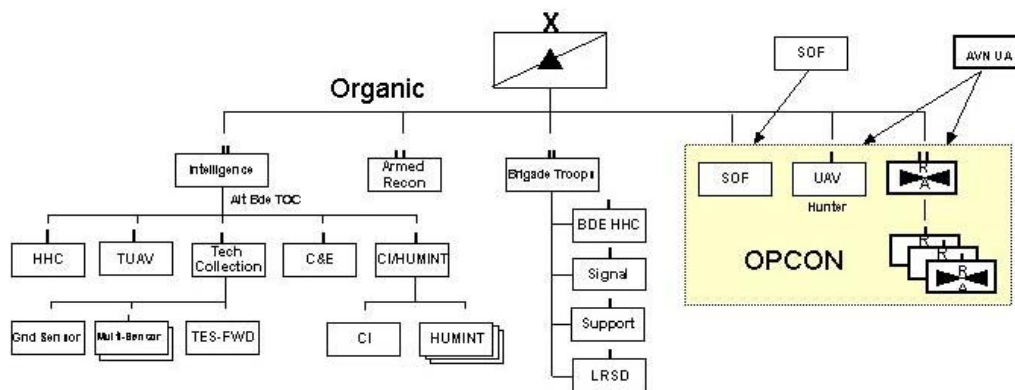 X
SOF
AVN UA
Organic
Intelligence
Armed
Recon
Brigade Troops
SOF
UAV
R
A
Alt Bde TOC
Hunter
HHC
TUAV
Tech
Collection
C&E
CI/HUMINT
BDE HHC
Signal
OPCON
R
R
R
A
Gnd Sensor
Multi-Sensor
TES-FWD
CI
HUMINT
Support
LRSD